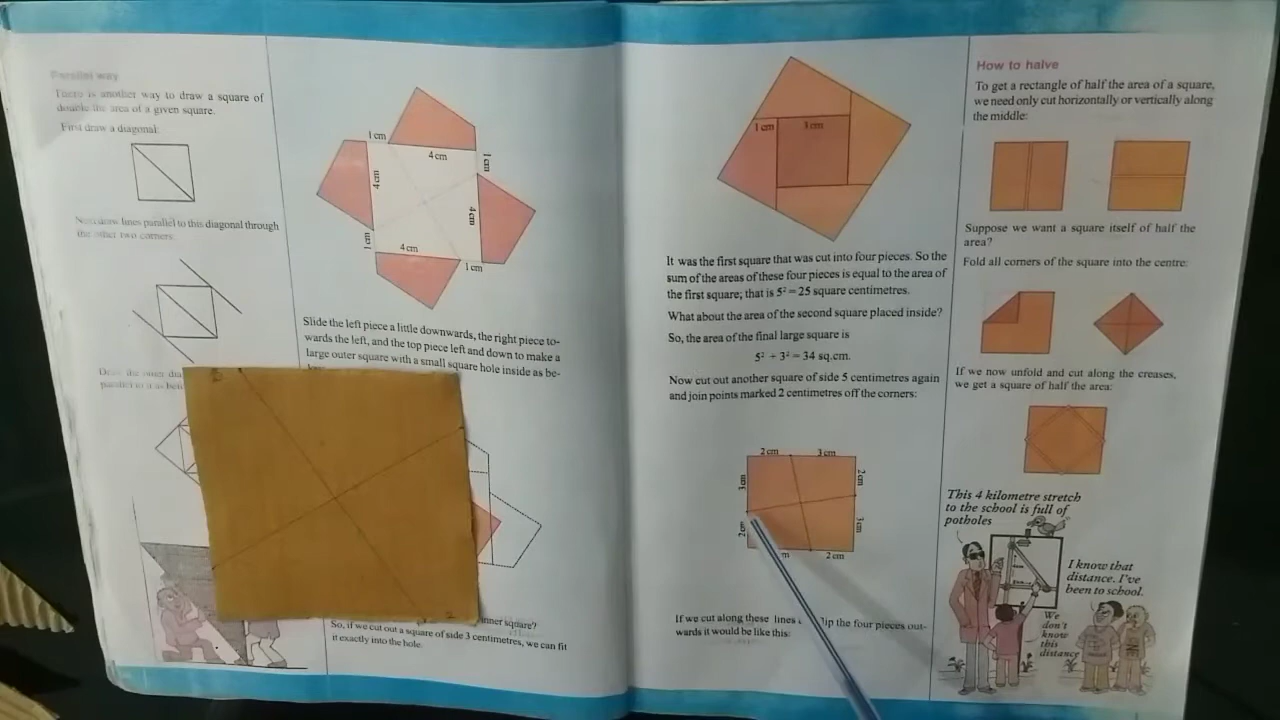 Parallel way
There is another way to draw a square of
double the area of a given square.
First draw a diagonal:
Next draw lines parallel to this diagonal through
the other two corners:
1 cm
4 cm
1 cm
4 cm
4 cm
1 cm
4 cm
1 cm
Slide the left piece a little downwards, the right piece to-
wards the left, and the top piece left and down to make a
large outer square with a small square hole inside as be-
inner square?
So, if we cut out a square of side 3 centimetres, we can fit
it exactly into the hole.
1 cm
3 cm
It was the first square that was cut into four pieces. So the
sum of the areas of these four pieces is equal to the area of
the first square; that is 5² = 25 square centimetres.
What about the area of the second square placed inside?
So, the area of the final large square is
5² + 3² = 34 sq.cm.
Now cut out another square of side 5 centimetres again
and join points marked 2 centimetres off the corners:
2 cm
3 cm
3 cm
2 cm
2 cm
3 cm
2 cm
If we cut along these lines
the four pieces out-
wards it would be like this:
How to halve
To get a rectangle of half the area of a square,
we need only cut horizontally or vertically along
the middle:
Suppose we want a square itself of half the
area?
Fold all corners of the square into the centre:
If we now unfold and cut along the creases,
we get a square of half the area:
This 4 kilometre stretch
to the school is full of
potholes
I know that
distance. I've
been to school.
We
don't
know
this
distance